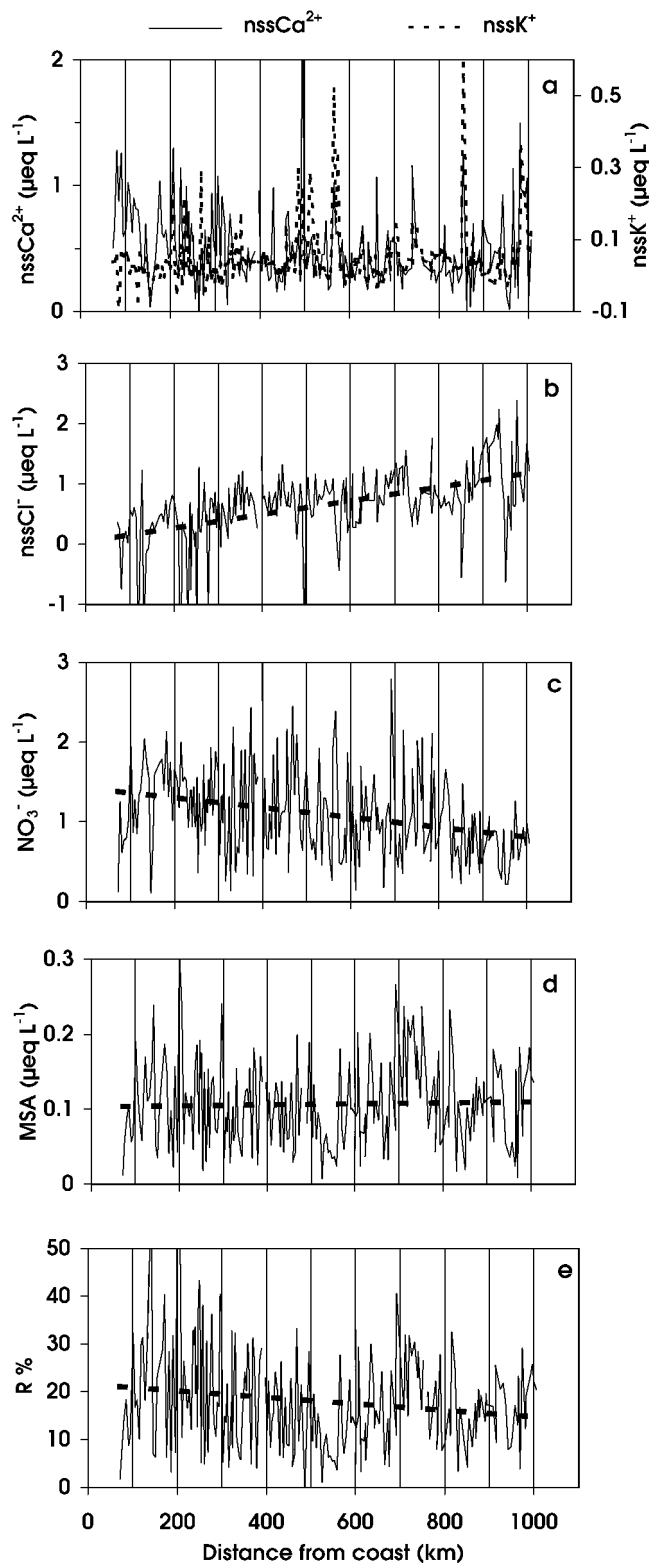 nssCa²⁺ nssK⁺
a
2
1
0
nssCa²⁺ (µeq L⁻¹)
0.5
0.3
0.1
-0.1
nssK⁺ (µeq L⁻¹)
b
3
2
1
0
-1
nssCl⁻ (µeq L⁻¹)
c
3
2
1
0
NO₃⁻ (µeq L⁻¹)
d
0.3
0.2
0.1
0
MSA (µeq L⁻¹)
e
50
40
30
20
10
0
R %
0 200 400 600 800 1000
Distance from coast (km)